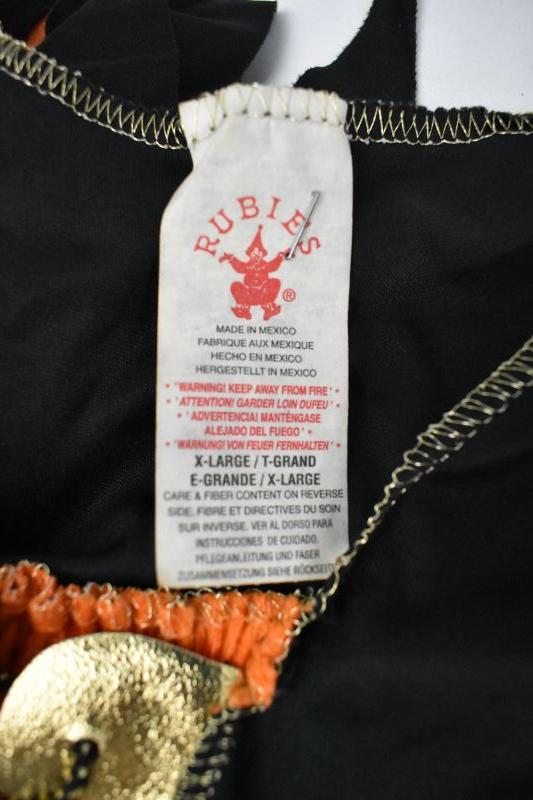 RUBIE'S
®
MADE IN MEXICO
FABRIQUE AUX MEXIQUE
HECHO EN MEXICO
HERGESTELLT IN MEXICO
• "WARNING! KEEP AWAY FROM FIRE" •
• "ATTENTION! GARDER LOIN DUFEU" •
• "ADVERTENCIA! MANTÉNGASE
ALEJADO DEL FUEGO" •
• "WARNUNG! VON FEUER FERNHALTEN" •
X-LARGE / T-GRAND
E-GRANDE / X-LARGE
CARE & FIBER CONTENT ON REVERSE
SIDE. FIBRE ET DIRECTIVES DU SOIN
SUR INVERSE. VER AL DORSO PARA
INSTRUCCIONES DE CUIDADO.
PFLEGEANLEITUNG UND FASER
ZUSAMMENSETZUNG SIEHE RÜCKSEIT